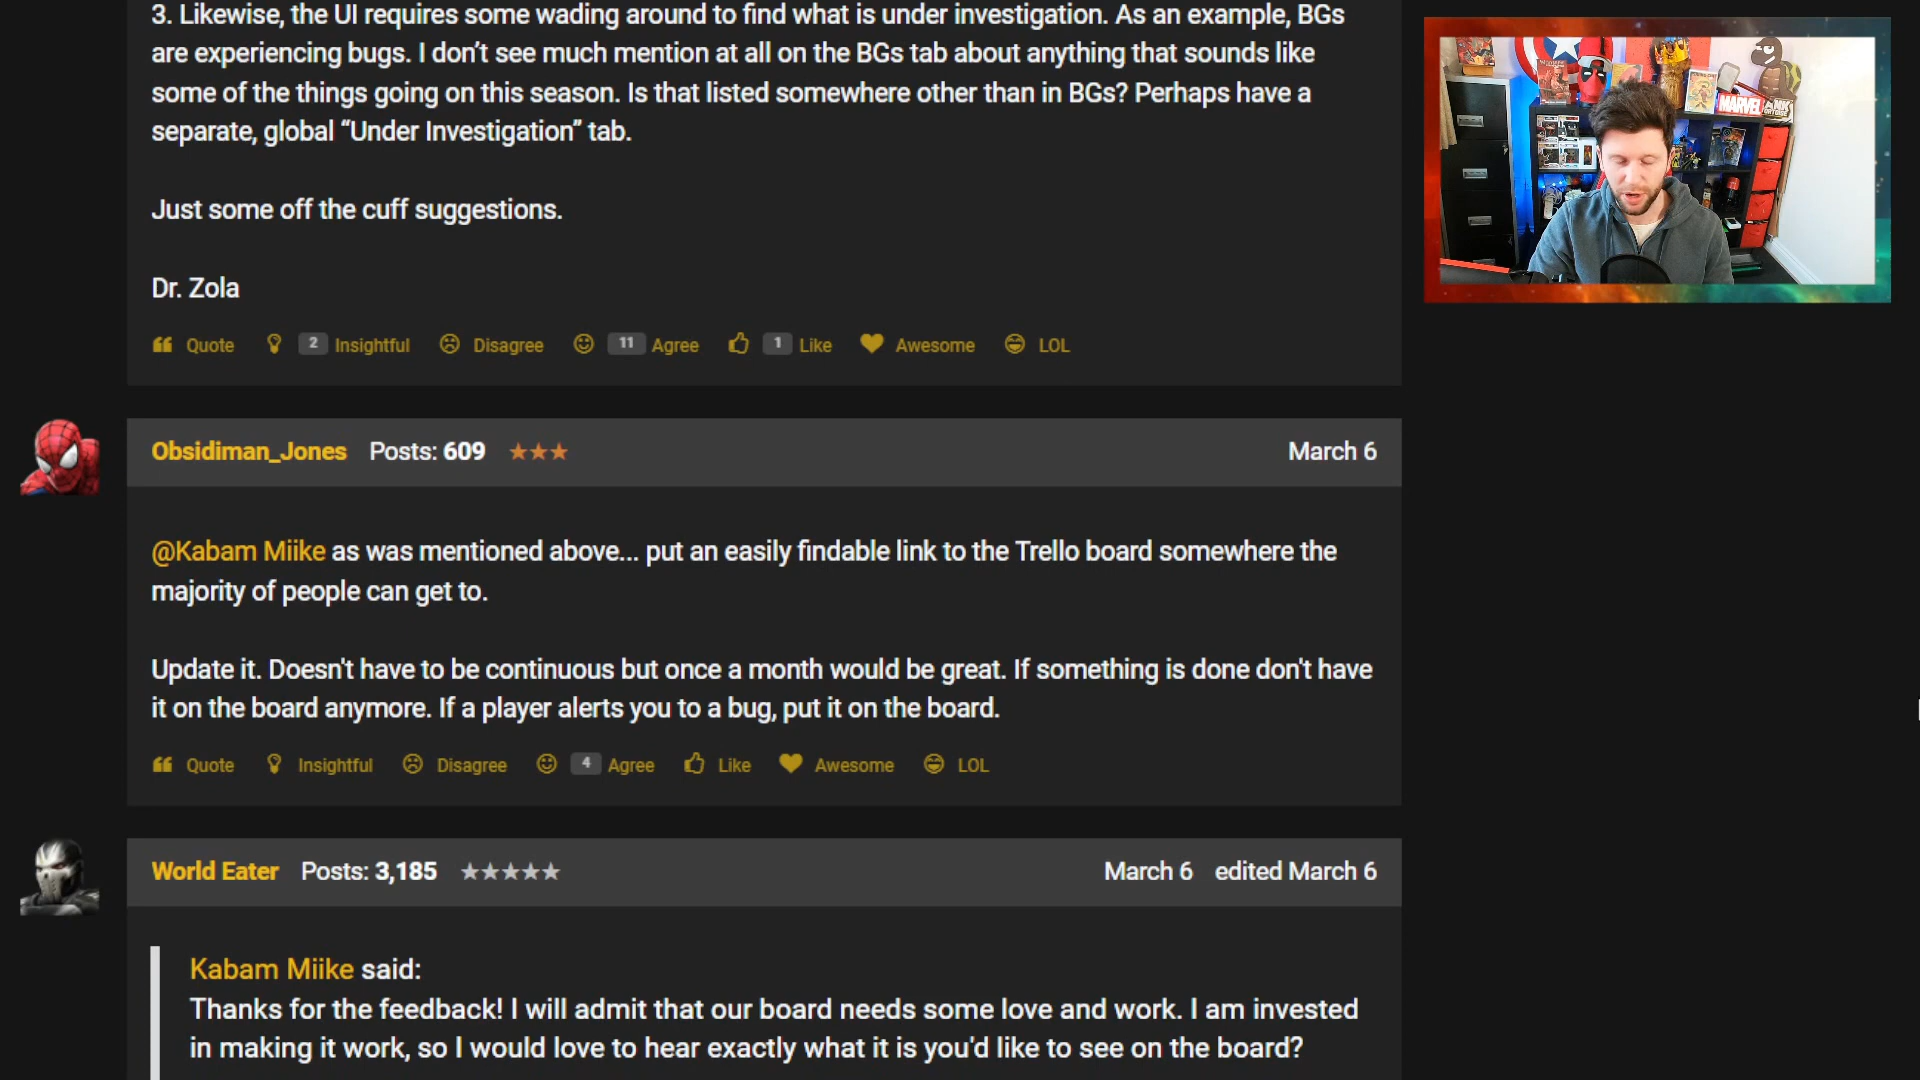 3. Likewise, the UI requires some wading around to find what is under investigation. As an example, BGs
are experiencing bugs. I don’t see much mention at all on the BGs tab about anything that sounds like
some of the things going on this season. Is that listed somewhere other than in BGs? Perhaps have a
separate, global “Under Investigation” tab.
Just some off the cuff suggestions.
Dr. Zola
Quote 2 Insightful Disagree 11 Agree 1 Like Awesome LOL
Obsidiman_Jones Posts: 609 ★★★ March 6
@Kabam Miike as was mentioned above... put an easily findable link to the Trello board somewhere the
majority of people can get to.
Update it. Doesn't have to be continuous but once a month would be great. If something is done don't have
it on the board anymore. If a player alerts you to a bug, put it on the board.
Quote Insightful Disagree 4 Agree Like Awesome LOL
World Eater Posts: 3,185 ★★★★★ March 6 edited March 6
Kabam Miike said:
Thanks for the feedback! I will admit that our board needs some love and work. I am invested
in making it work, so I would love to hear exactly what it is you'd like to see on the board?
MARVEL